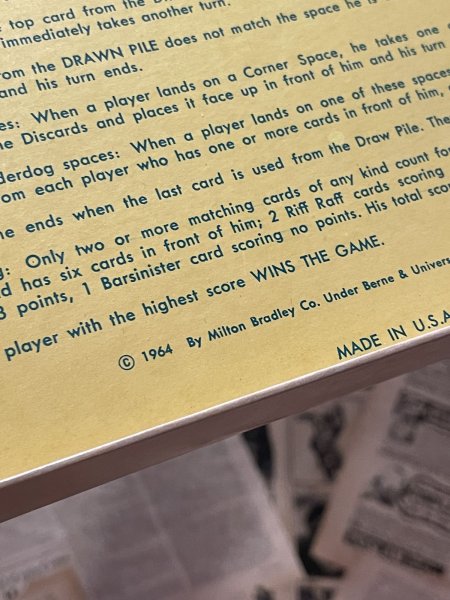 top card from the
immediately takes another turn.
om the DRAWN PILE does not match the space he is
and his turn ends.
es: When a player lands on a Corner Space, he takes one
e Discards and places it face up in front of him and his turn
derdog spaces: When a player lands on one of these spaces
om each player who has one or more cards in front of him,
e ends when the last card is used from the Draw Pile. The
g: Only two or more matching cards of any kind count for
d has six cards in front of him; 2 Riff Raff cards scoring
3 points, 1 Barsinister card scoring no points. His total scor
player with the highest score WINS THE GAME.
© 1964 By Milton Bradley Co. Under Berne & Univers
MADE IN U.S.A